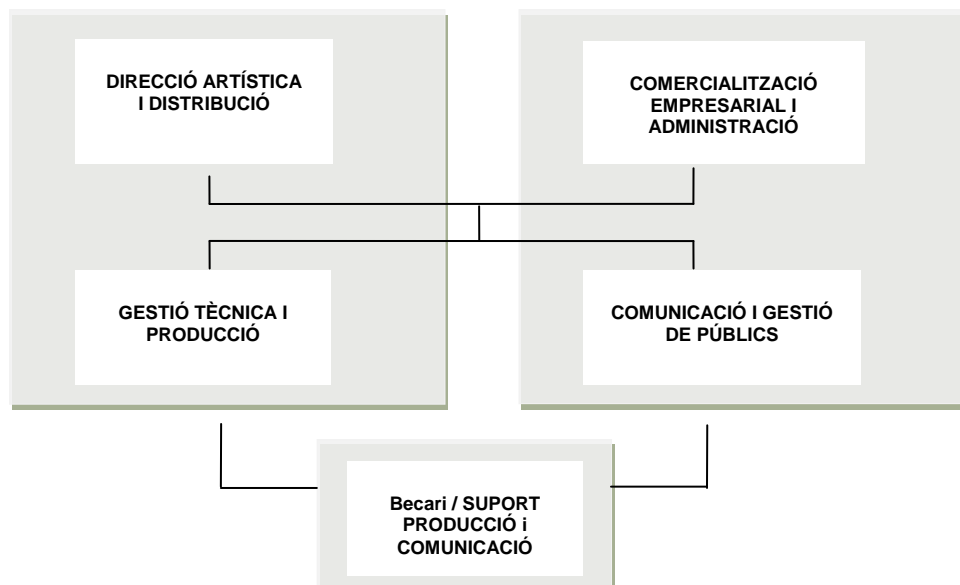 DIRECCIÓ ARTÍSTICA
I DISTRIBUCIÓ
COMERCIALITZACIÓ
EMPRESARIAL I
ADMINISTRACIÓ
GESTIÓ TÈCNICA I
PRODUCCIÓ
COMUNICACIÓ I GESTIÓ
DE PÚBLICS
Becari / SUPORT
PRODUCCIÓ i
COMUNICACIÓ